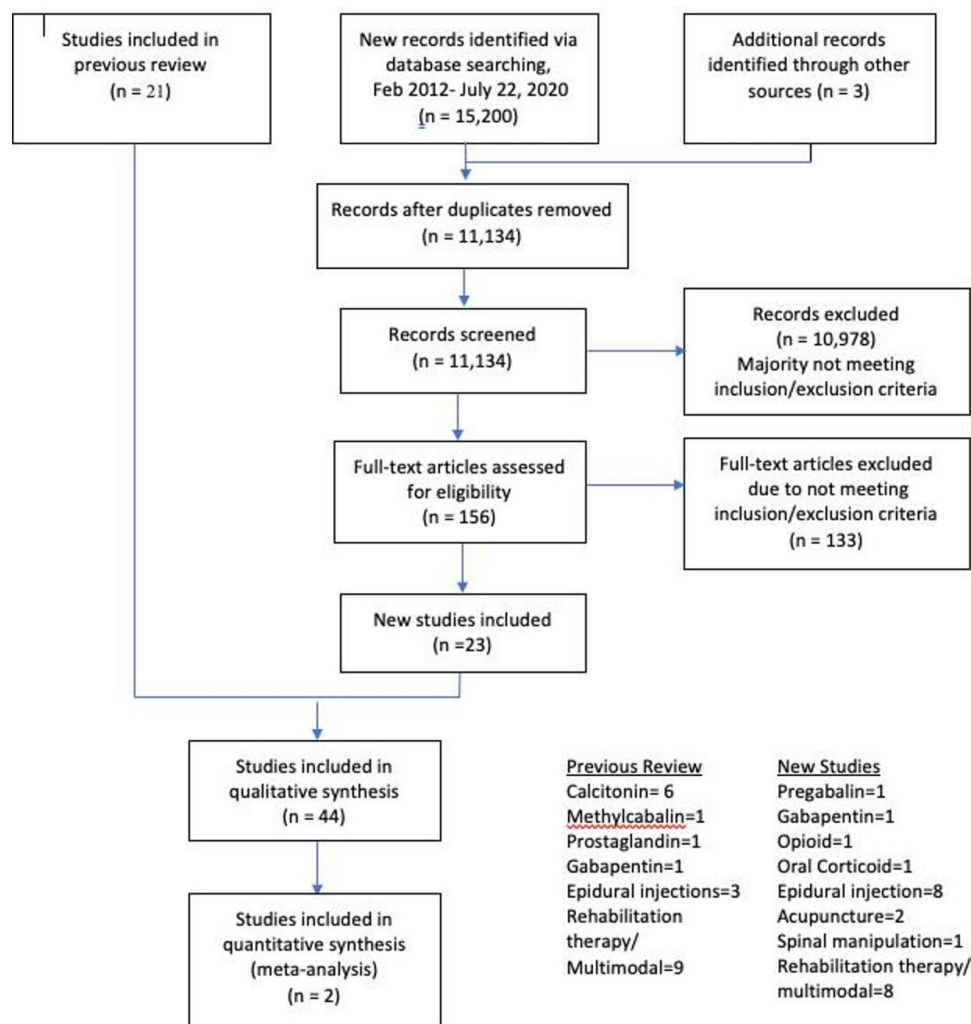 Studies included in
previous review
(n = 21)
New records identified via
database searching,
Feb 2012- July 22, 2020
(n = 15,200)
Additional records
identified through other
sources (n = 3)
Records after duplicates removed
(n = 11,134)
Records screened
(n = 11,134)
Records excluded
(n = 10,978)
Majority not meeting
inclusion/exclusion criteria
Full-text articles assessed
for eligibility
(n = 156)
Full-text articles excluded
due to not meeting
inclusion/exclusion criteria
(n = 133)
New studies included
(n =23)
Studies included in
qualitative synthesis
(n = 44)
Studies included in
quantitative synthesis
(meta-analysis)
(n = 2)
Previous Review
Calcitonin= 6
Methylcabalin=1
Prostaglandin=1
Gabapentin=1
Epidural injections=3
Rehabilitation
therapy/
Multimodal=9
New Studies
Pregabalin=1
Gabapentin=1
Opioid=1
Oral Corticoid=1
Epidural injection=8
Acupuncture=2
Spinal manipulation=1
Rehabilitation therapy/
multimodal=8